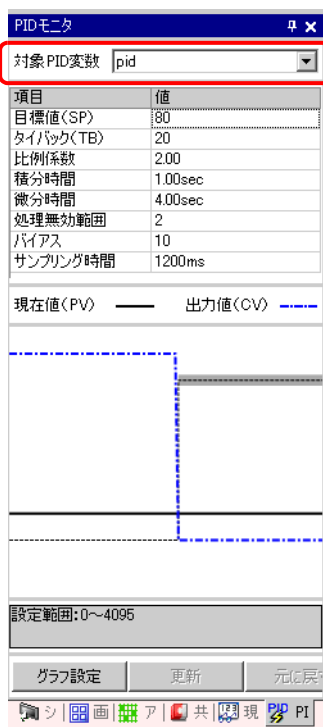 PIDモニタ
対象PID変数 pid
項目 値
目標値(SP) 80
タイバック(TB) 20
比例係数 2.00
積分時間 1.00sec
微分時間 4.00sec
処理無効範囲 2
バイアス 10
サンプリング時間 1200ms
現在値(PV) 出力値(CV)
設定範囲:0～4095
グラフ設定 更新 元に戻
シ 画 ア 共 現 PI